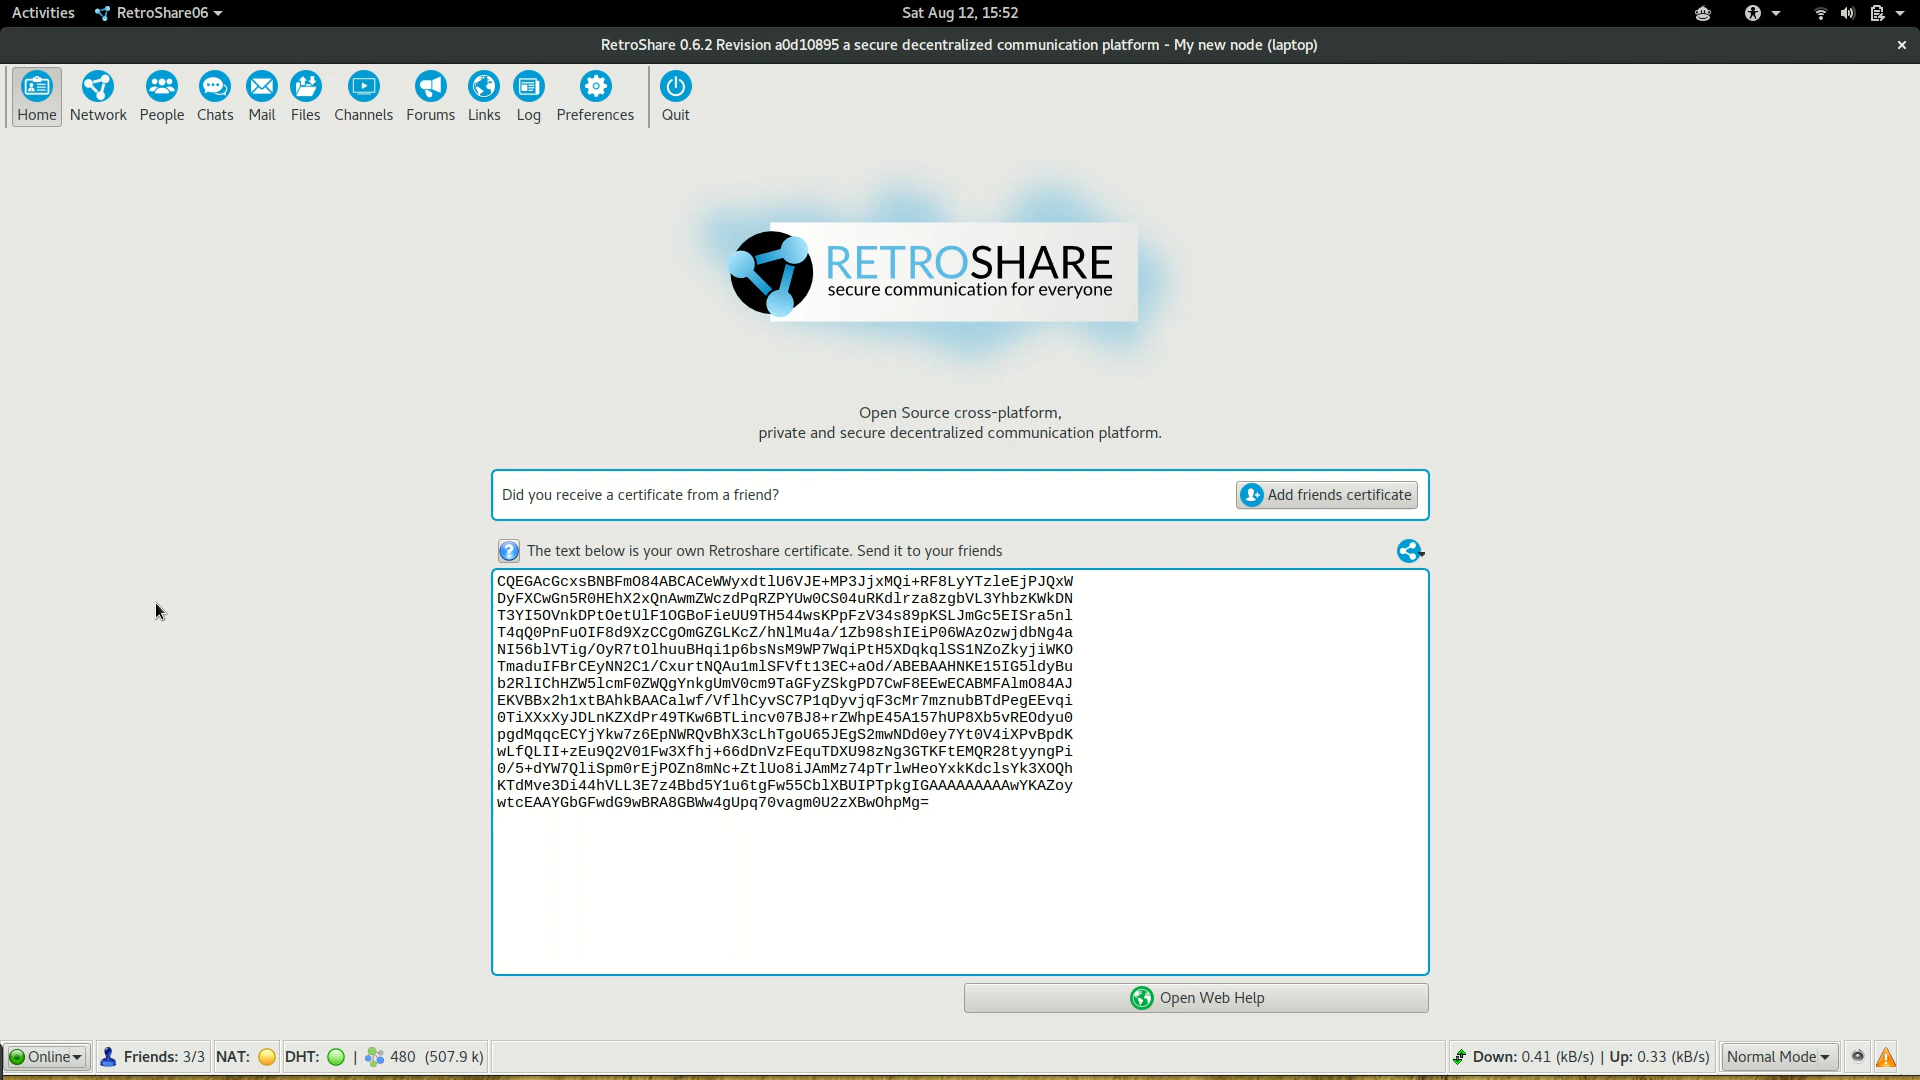 Activities RetroShare06 Sat Aug 12, 15:52
RetroShare 0.6.2 Revision a0d10895 a secure decentralized communication platform - My new node (laptop)
Home Network People Chats Mail Files Channels Forums Links Log Preferences Quit
RETROSHARE
secure communication for everyone
Open Source cross-platform,
private and secure decentralized communication platform.
Did you receive a certificate from a friend? Add friends certificate
The text below is your own Retroshare certificate. Send it to your friends
CQEGAcGcxsBNBFmO84ABCACeWWyxdtlU6VJE+MP3JjxMQi+RF8LyYTzleEjPJQxW
DyFXCwGn5R0HEhX2xQnAwmZWczdPqRZPYUw0CS04uRKdlrza8zgbVL3YhbzKWkDN
T3YI5OVnkDPtOetUlF1OGBoFieUU9TH544wsKPpFzV34s89pKSLJmGc5EISra5nl
T4qQ0PnFuOIF8d9XzCCgOmGZGLKcZ/hNlMu4a/1Zb98shIEiP06WAzOzwjdbNg4a
NI56blVTig/OyR7tOlhuuBHqi1p6bsNsM9WP7WqiPtH5XDqkqlSS1NZoZkyjiWKO
TmaduIFBrCEyNN2C1/CxurtNQAu1mlSFVft13EC+aOd/ABEBAAHNKE15IG5ldyBu
b2RlIChHZW5lcmF0ZWQgYnkgUmV0cm9TaGFyZSkgPD7CwF8EEwECABMFAlmO84AJ
EKVBBx2h1xtBAhkBAACalwf/VflhCyvSC7P1qDyvjqF3cMr7mznubBTdPegEEvqi
0TiXXxXyJDLnKZXdPr49TKw6BTLincv07BJ8+rZWhpE45A157hUP8Xb5vREOdyu0
pgdMqqcECYjYkw7z6EpNWRQvBhX3cLhTgoU65JEgS2mwNDd0ey7Yt0V4iXPvBpdK
wLfQLII+zEu9Q2V01Fw3Xfhj+66dDnVzFEquTDXU98zNg3GTKFtEMQR28tyyngPi
0/5+dYW7QliSpm0rEjPOZn8mNc+ZtlUo8iJAmMz74pTrlwHeoYxkKdclsYk3XOQh
KTdMve3Di44hVLL3E7z4Bbd5Y1u6tgFw55CblXBUIPTpkgIGAAAAAAAAAwYKAZoy
wtcEAAYGbGFwdG9wBRA8GBWw4gUpq70vagm0U2zXBwOhpMg=
Open Web Help
Online Friends: 3/3 NAT: DHT: | 480 (507.9 k) Down: 0.41 (kB/s) | Up: 0.33 (kB/s) Normal Mode